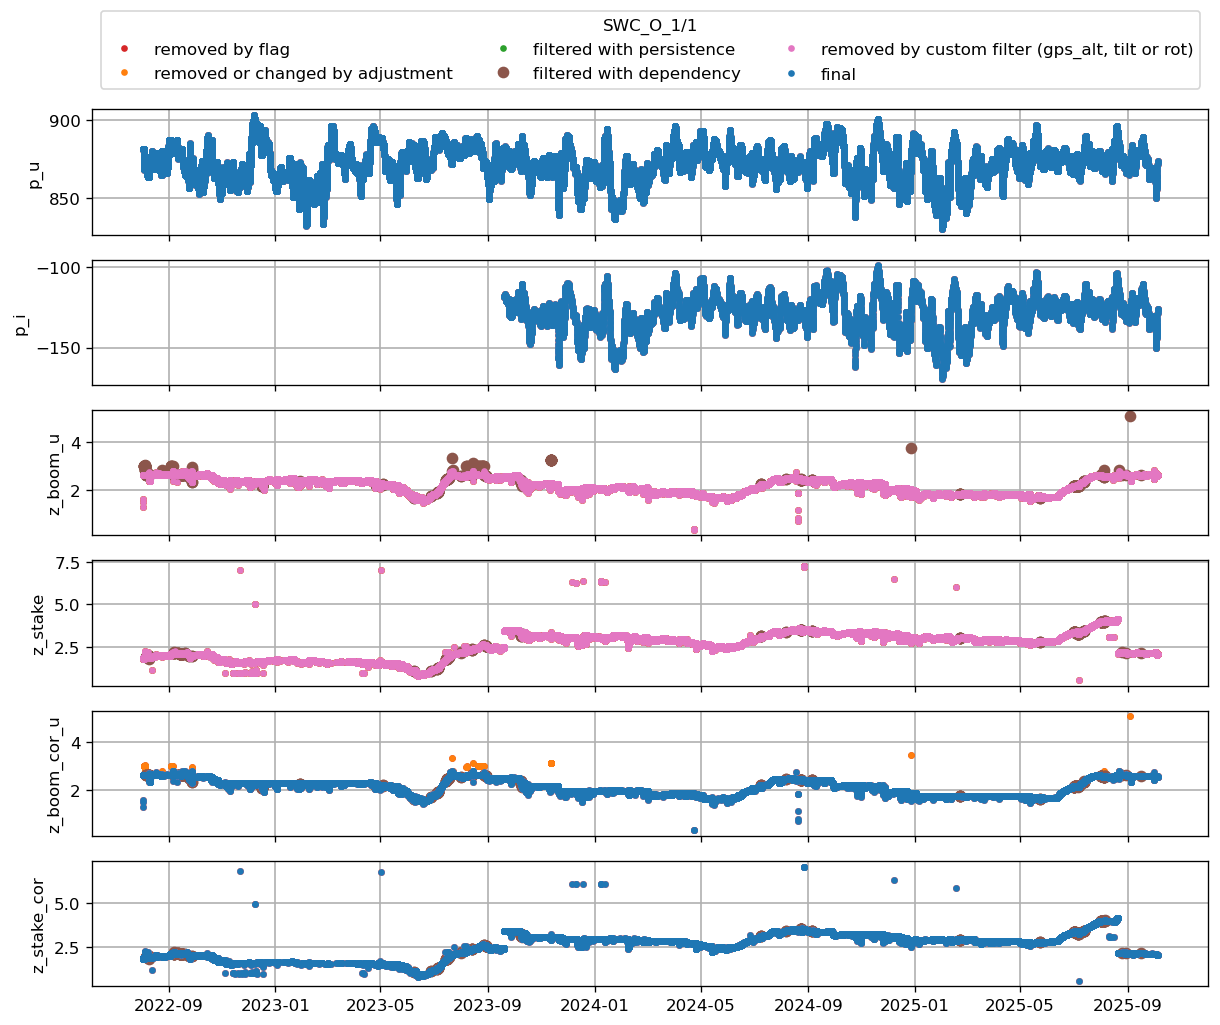 SWC_O_1/1
removed by flag
removed or changed by adjustment
filtered with persistence
filtered with dependency
removed by custom filter (gps_alt, tilt or rot)
final
p_u
900
850
p_i
−100
−150
z_boom_u
4
2
z_stake
7.5
5.0
2.5
z_boom_cor_u
4
2
z_stake_cor
5.0
2.5
2022-09 2023-01 2023-05 2023-09 2024-01 2024-05 2024-09 2025-01 2025-05 2025-09